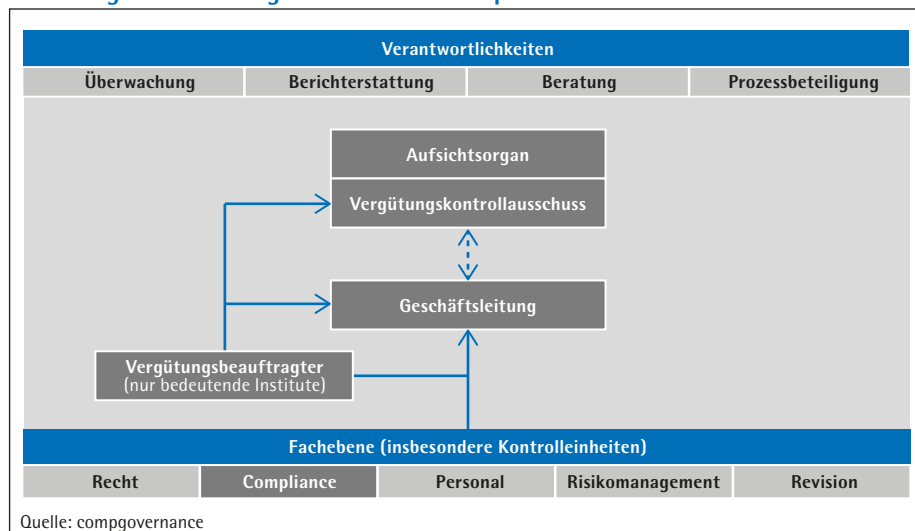 Verantwortlichkeiten
Überwachung Berichterstattung Beratung Prozessbeteiligung
Aufsichtsorgan
Vergütungskontrollausschuss
Geschäftsleitung
Vergütungsbeauftragter
(nur bedeutende Institute)
Fachebene (insbesondere Kontrolleinheiten)
Recht Compliance Personal Risikomanagement Revision
Quelle: compgovernance